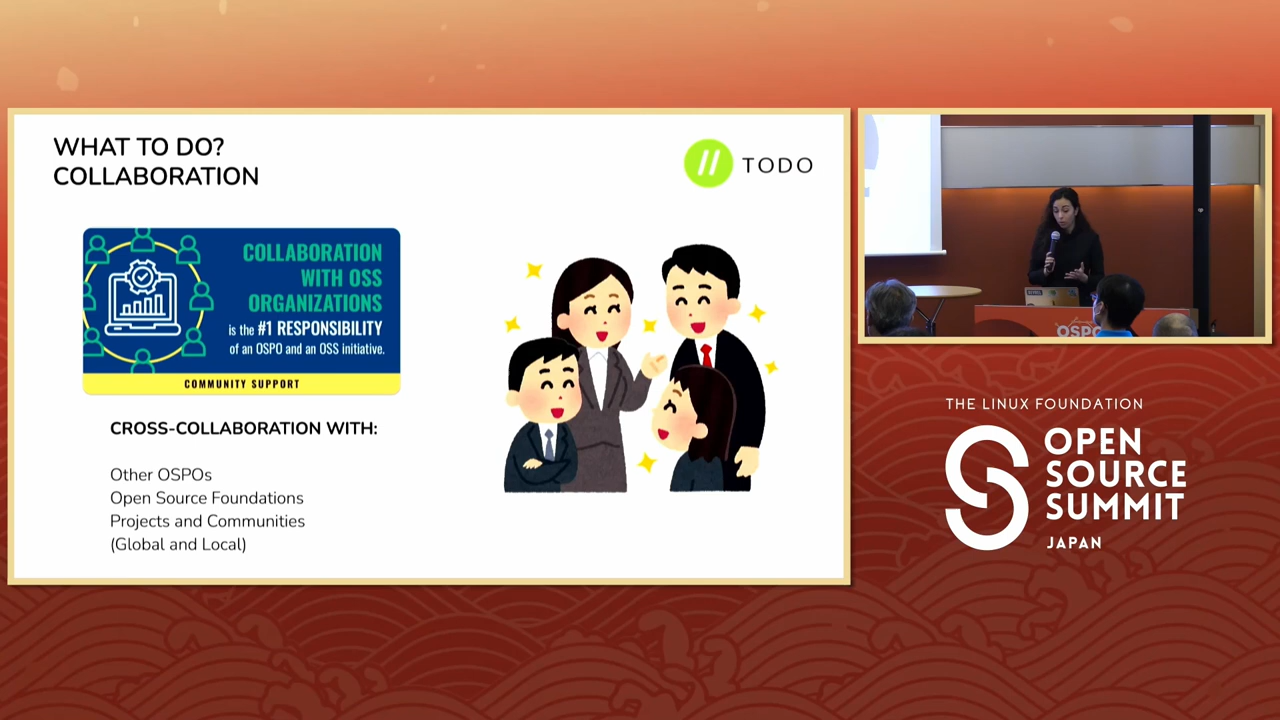 WHAT TO DO?
COLLABORATION
TODO
COLLABORATION
WITH OSS
ORGANIZATIONS
is the #1 RESPONSIBILITY
of an OSPO and an OSS initiative.
COMMUNITY SUPPORT
CROSS-COLLABORATION WITH:
Other OSPOs
Open Source Foundations
Projects and Communities
(Global and Local)
OSPO
THE LINUX FOUNDATION
OPEN
SOURCE
SUMMIT
JAPAN